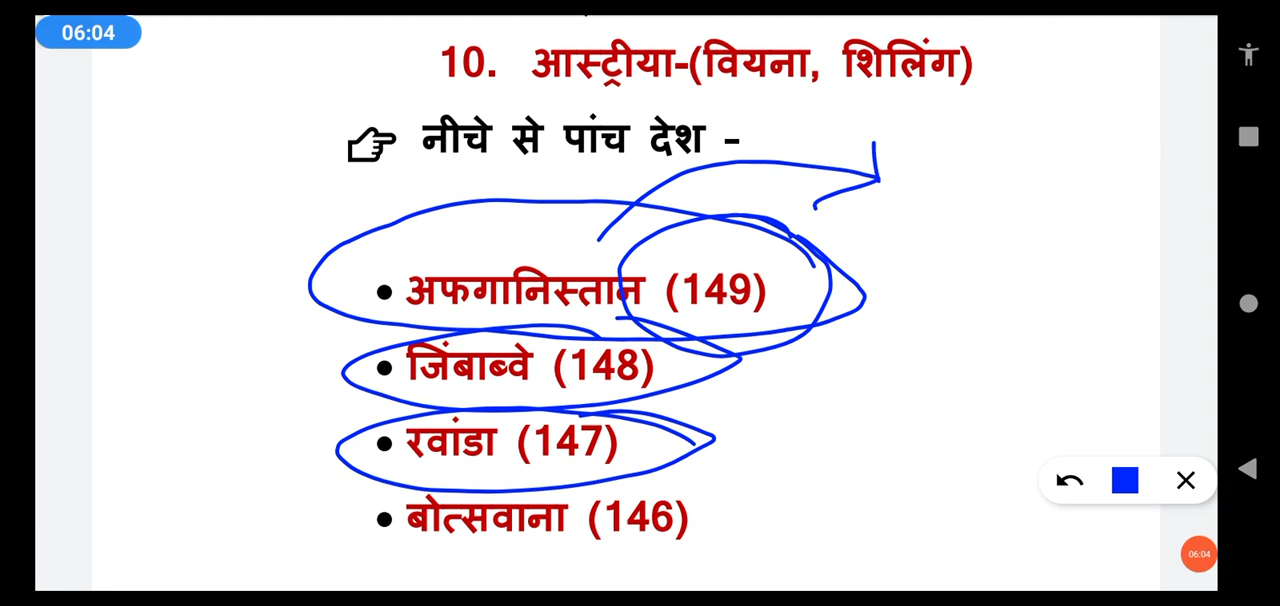 06:04
10. आस्ट्रीया-(वियना, शिलिंग)
नीचे से पांच देश -
• अफगानिस्तान (149)
• जिंबाब्वे (148)
• रवांडा (147)
• बोत्सवाना (146)
06:04